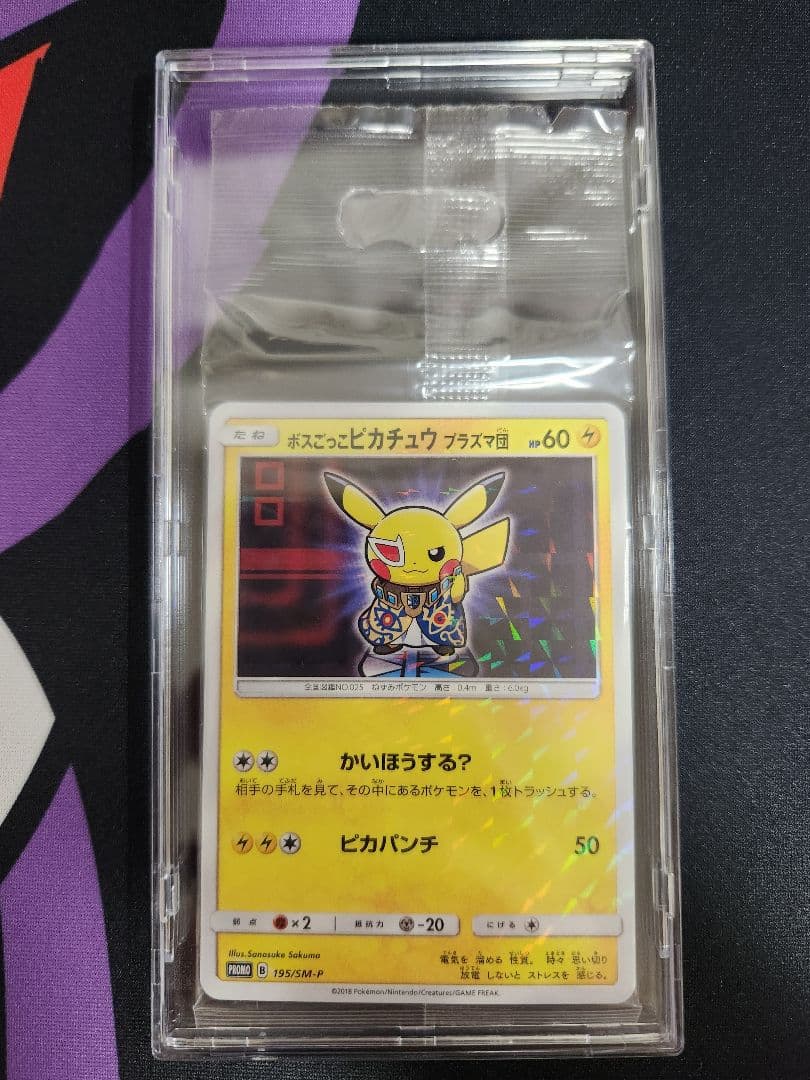 たね ボスごっこピカチュウ プラズマ団 HP60
全国図鑑NO.025 ねずみポケモン 高さ:0.4m 重さ:6.0kg
かいほうする?
相手の手札を見て、その中にあるポケモンを、1枚トラッシュする。
ピカパンチ 50
弱点 ×2 抵抗力 -20 にげる
Illus.Sanosuke Sakuma
電気を 溜める 性質。 時々 思い切り
放電 しないと ストレスを 感じる。
PROMO B 195/SM-P
©2018 Pokémon/Nintendo/Creatures/GAME FREAK.